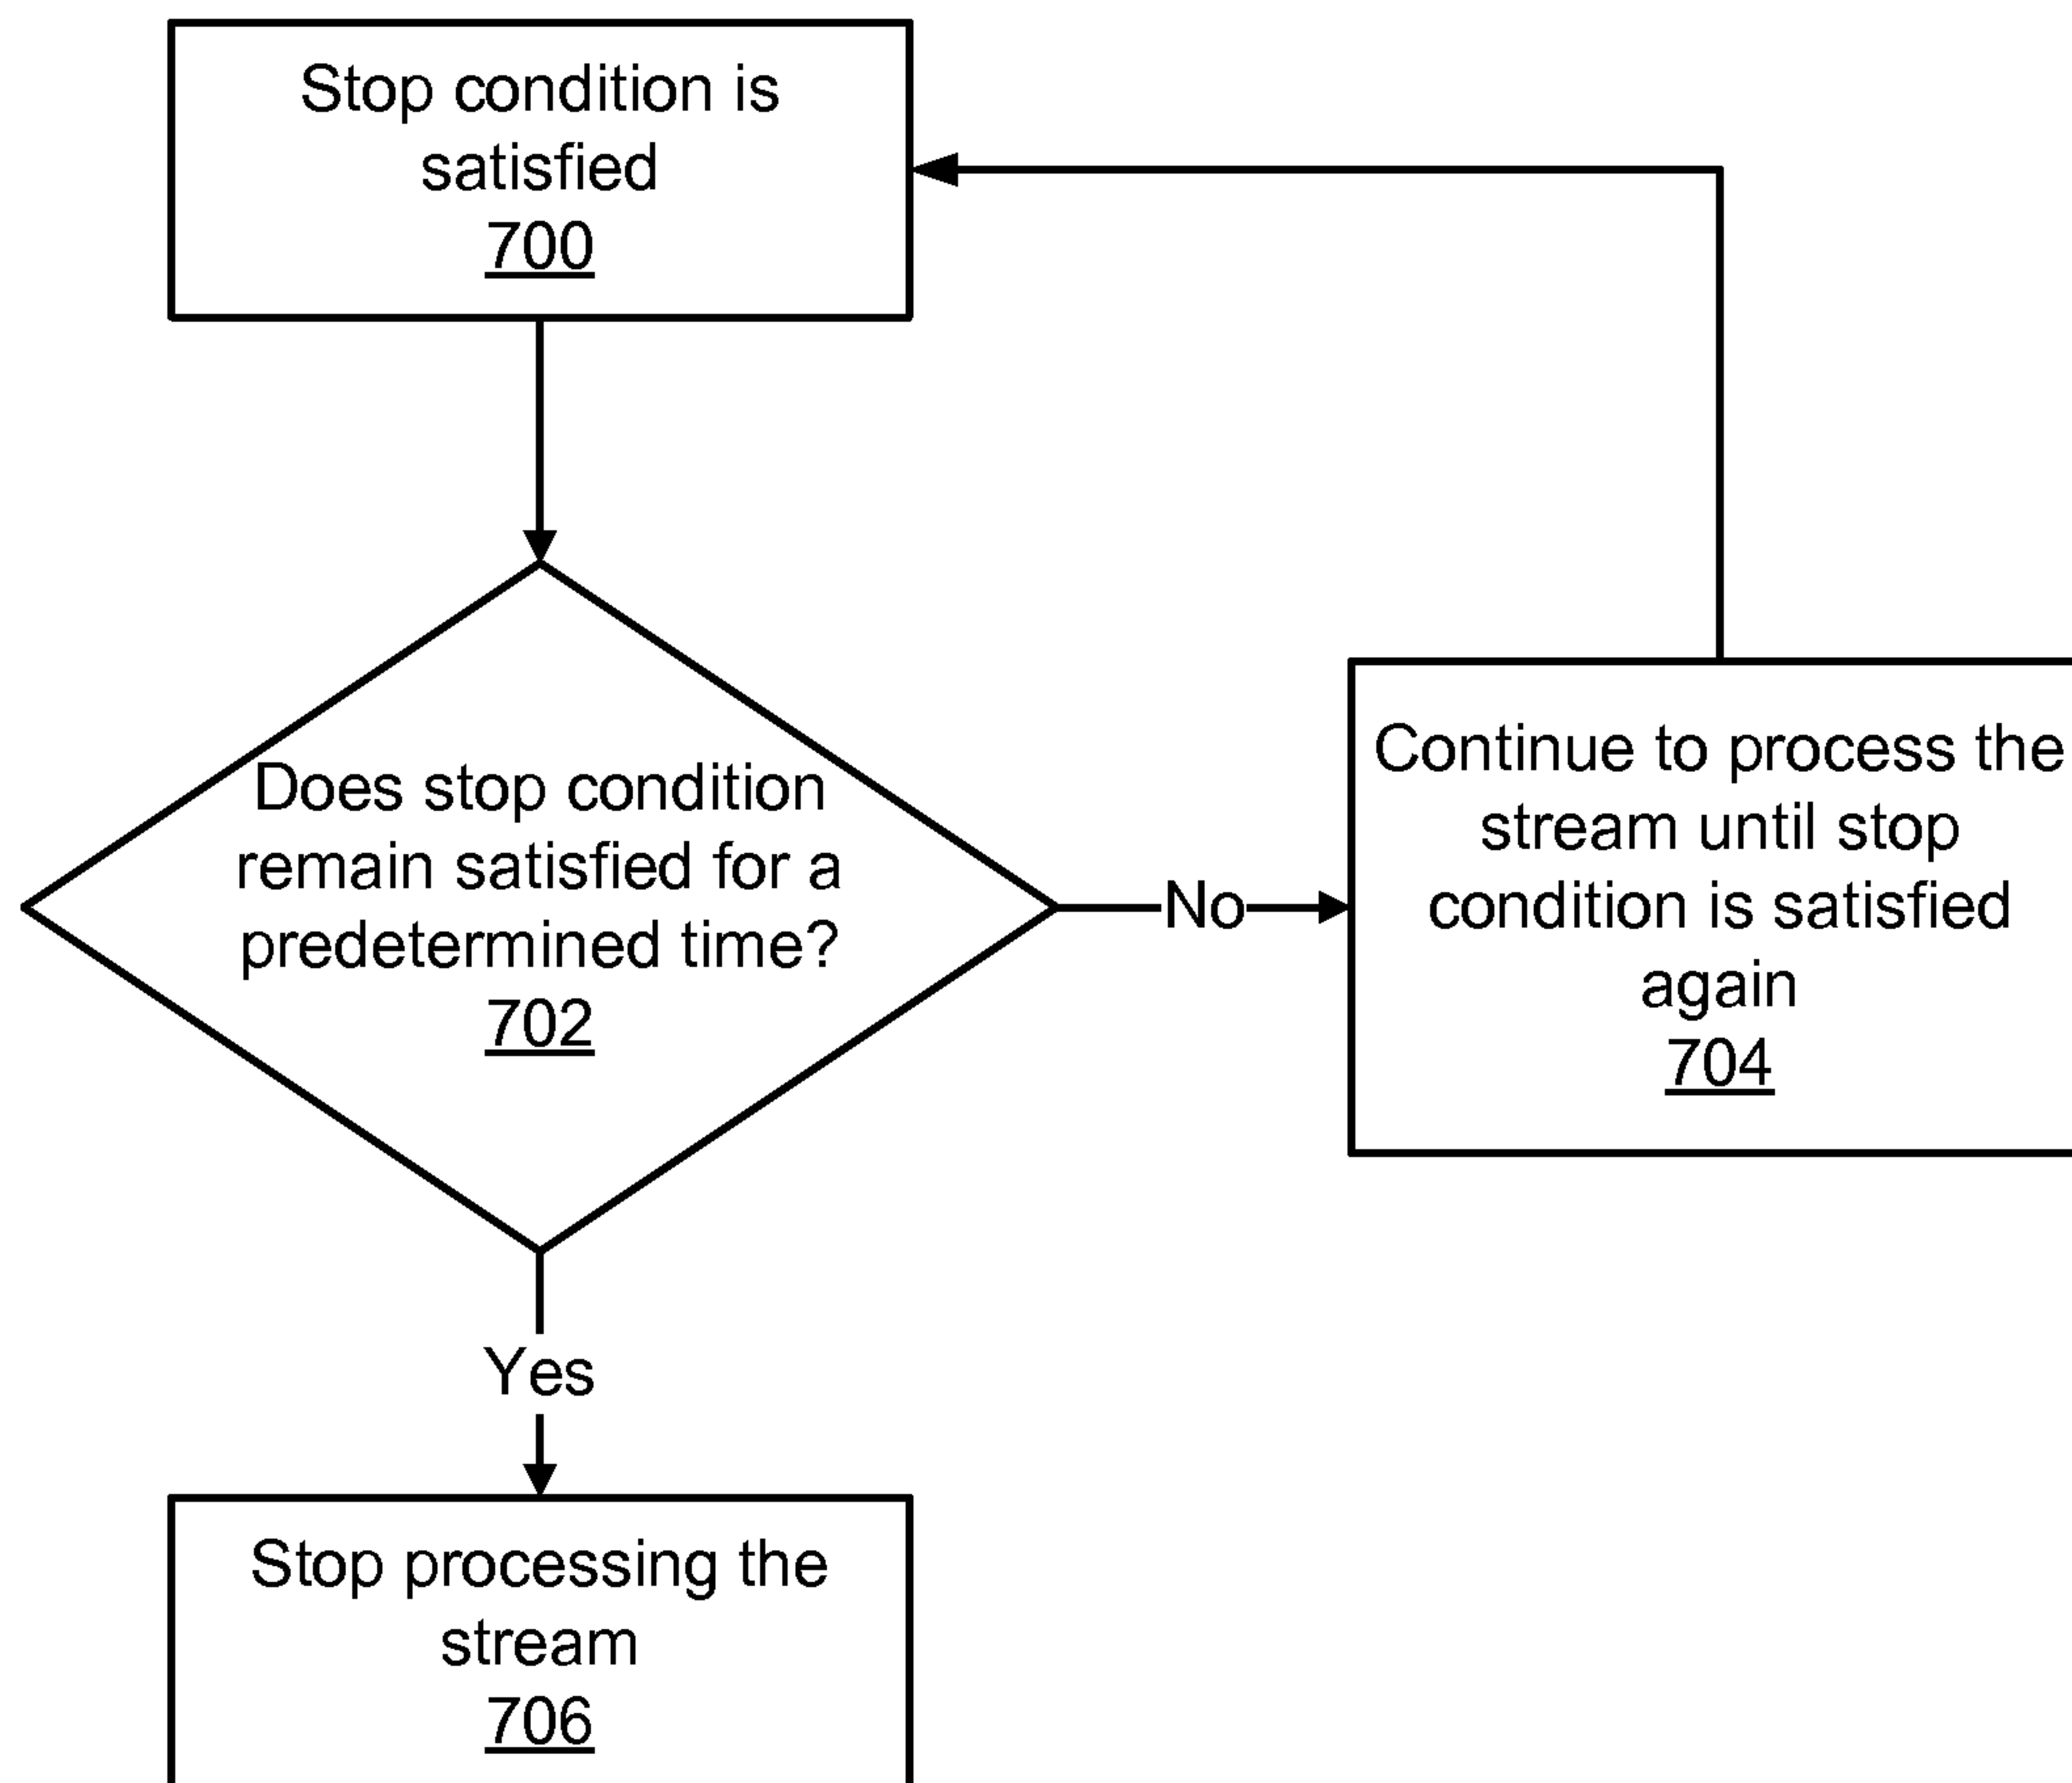 Stop condition is
satisfied
700
Does stop condition
remain satisfied for a
predetermined time?
702
No
Continue to process the
stream until stop
condition is satisfied
again
704
Yes
Stop processing the
stream
706